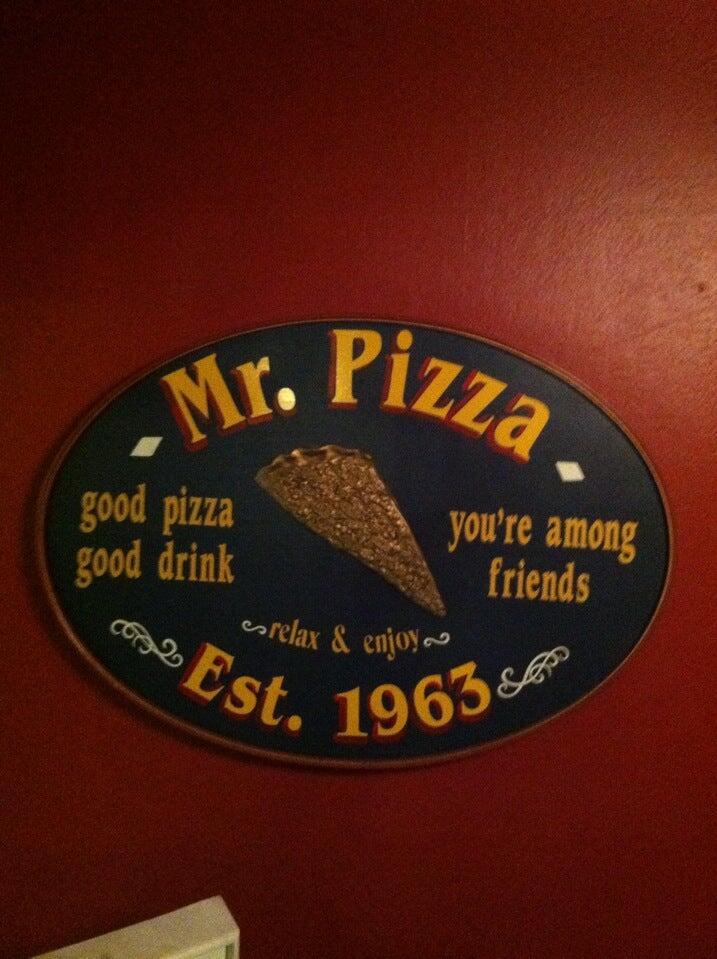 Mr. Pizza
good pizza
good drink
you're among
friends
relax & enjoy
Est. 1963